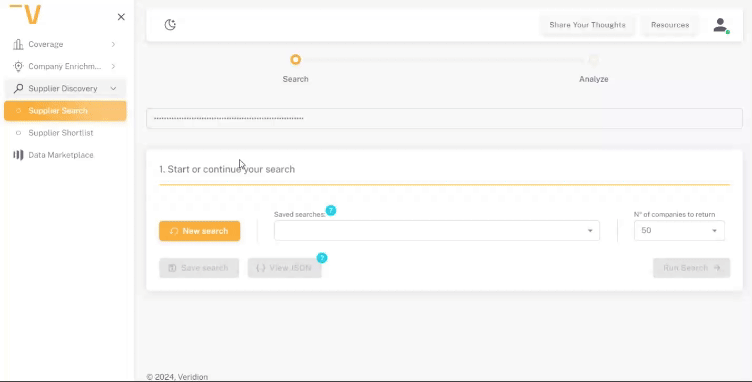 Share Your Thoughts
Resources
Coverage
Company Enrichm...
Supplier Discovery
Supplier Search
Supplier Shortlist
Data Marketplace
Search
Analyze
1. Start or continue your search
New search
Saved searches:
?
N° of companies to return
50
Save search
{ } View JSON
?
Run Search →
© 2024, Veridion